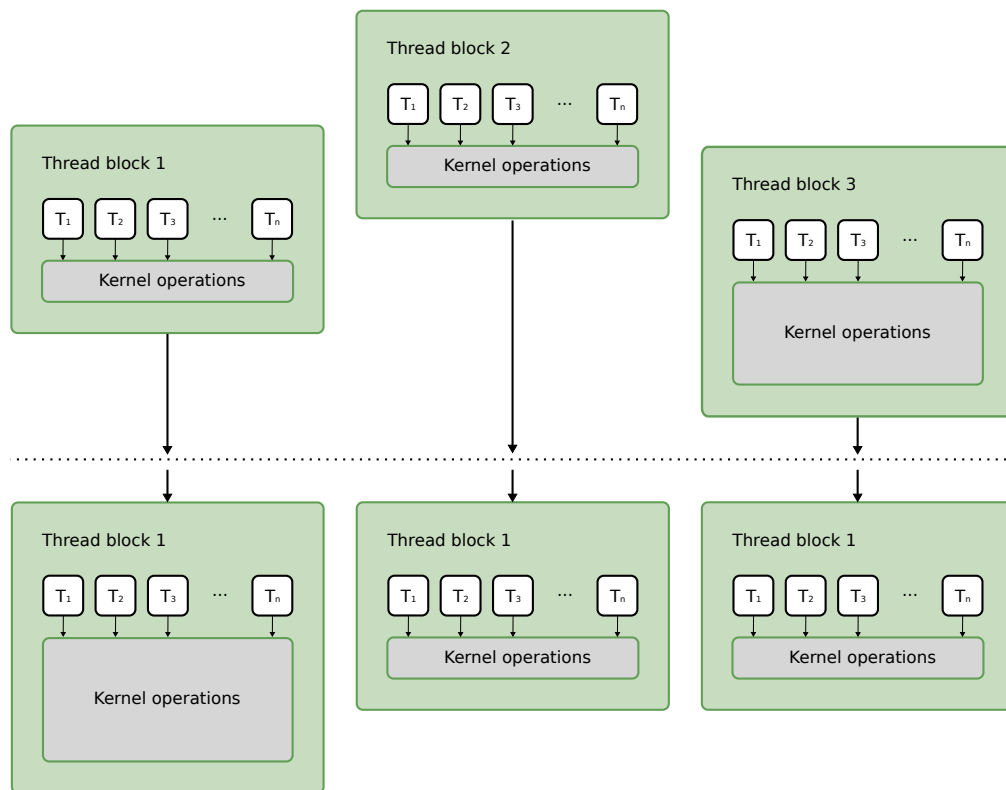 Thread block 2
T₁ T₂ T₃ ... Tₙ
Kernel operations
Thread block 1
T₁ T₂ T₃ ... Tₙ
Kernel operations
Thread block 3
T₁ T₂ T₃ ... Tₙ
Kernel operations
Thread block 1
T₁ T₂ T₃ ... Tₙ
Kernel operations
Thread block 1
T₁ T₂ T₃ ... Tₙ
Kernel operations
Thread block 1
T₁ T₂ T₃ ... Tₙ
Kernel operations